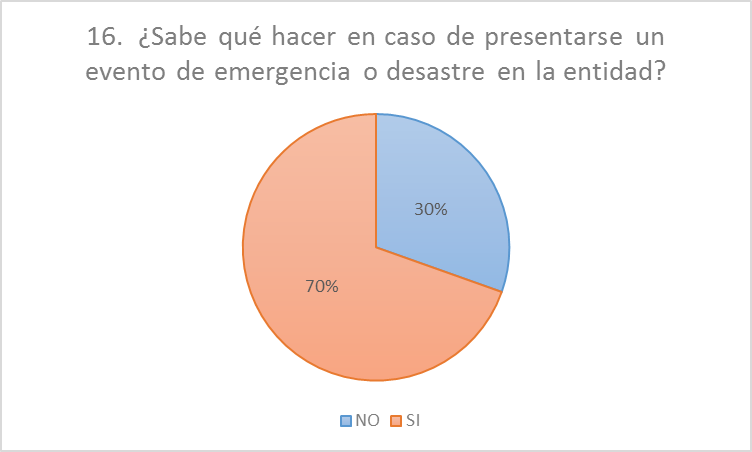 16. ¿Sabe qué hacer en caso de presentarse un
evento de emergencia o desastre en la entidad?
30%
70%
NO SI